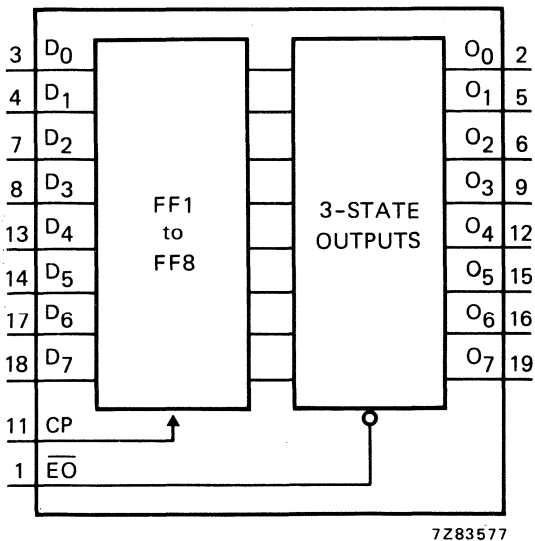 3 D0 O0 2
4 D1 O1 5
7 D2 O2 6
8 D3 O3 9
FF1
to
FF8
3-STATE
OUTPUTS
13 D4 O4 12
14 D5 O5 15
17 D6 O6 16
18 D7 O7 19
11 CP
1 E̅O̅
7Z83577